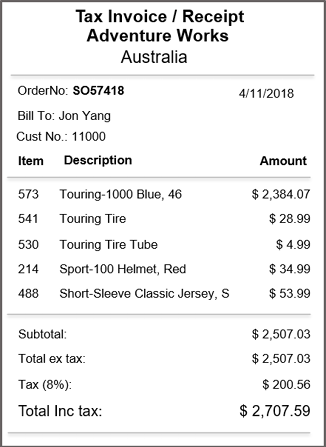 Tax Invoice / Receipt
Adventure Works
Australia
OrderNo: SO57418 4/11/2018
Bill To: Jon Yang
Cust No.: 11000
Item Description Amount
573 Touring-1000 Blue, 46 $ 2,384.07
541 Touring Tire $ 28.99
530 Touring Tire Tube $ 4.99
214 Sport-100 Helmet, Red $ 34.99
488 Short-Sleeve Classic Jersey, S $ 53.99
Subtotal: $ 2,507.03
Total ex tax: $ 2,507.03
Tax (8%): $ 200.56
Total Inc tax: $ 2,707.59